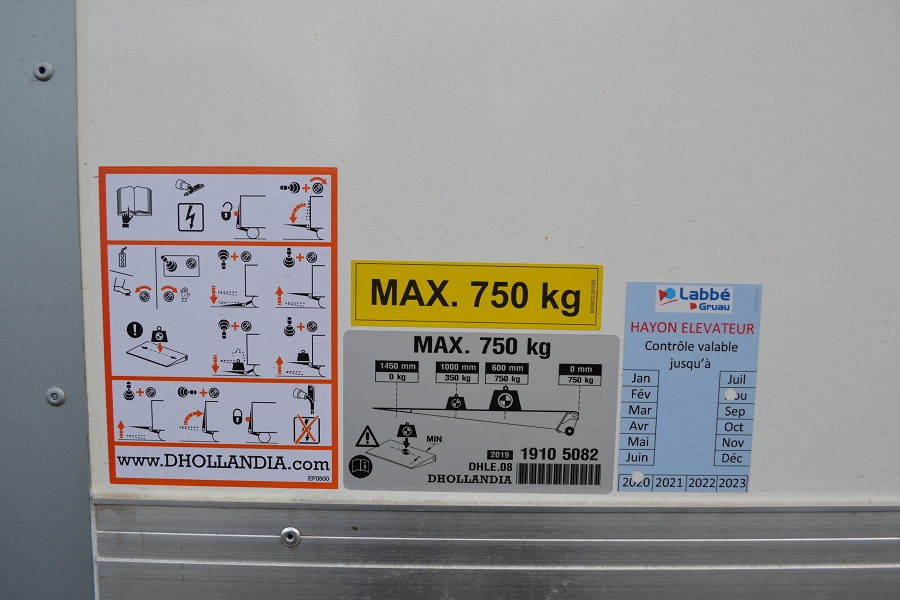 www.DHOLLANDIA.com
EF0500
MAX. 750 kg
MAX. 750 kg
1450 mm 1000 mm 600 mm 0 mm
0 kg 350 kg 750 kg 750 kg
MIN.
2019 1910 5082
DHLE.08
DHOLLANDIA
Labbé
Gruau
HAYON ELEVATEUR
Contrôle valable
jusqu'à
Jan Juil
Fév
Mar Sep
Avr Oct
Mai Nov
Juin Déc
2020 2021 2022 2023